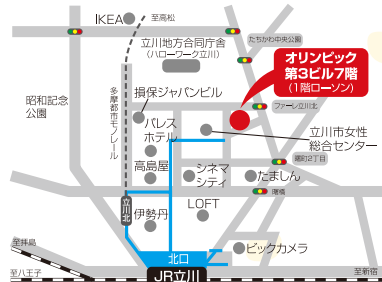 IKEA
至高松
立川地方合同庁舎
(ハローワーク立川)
たちかわ中央公園
オリンピック
第3ビル7階
(1階ローソン)
昭和記念
公園
多摩都市モノレール
損保ジャパンビル
ファーレ立川北
パレス
ホテル
立川市女性
総合センター
高島屋
シネマ
シティ
曙町2丁目
たましん
曙橋
立川北
伊勢丹
LOFT
至拝島
北口
ビックカメラ
至八王子
JR立川
至新宿